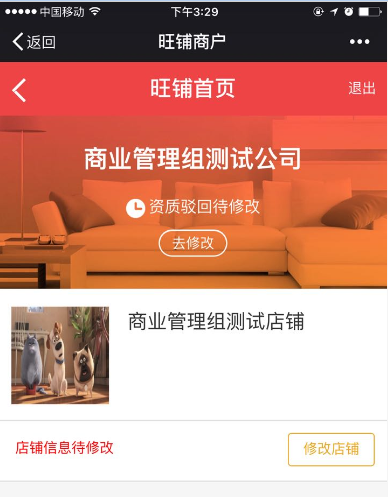 中国移动 下午3:29
返回 旺铺商户
旺铺首页 退出
商业管理组测试公司
资质驳回待修改
去修改
商业管理组测试店铺
店铺信息待修改 修改店铺